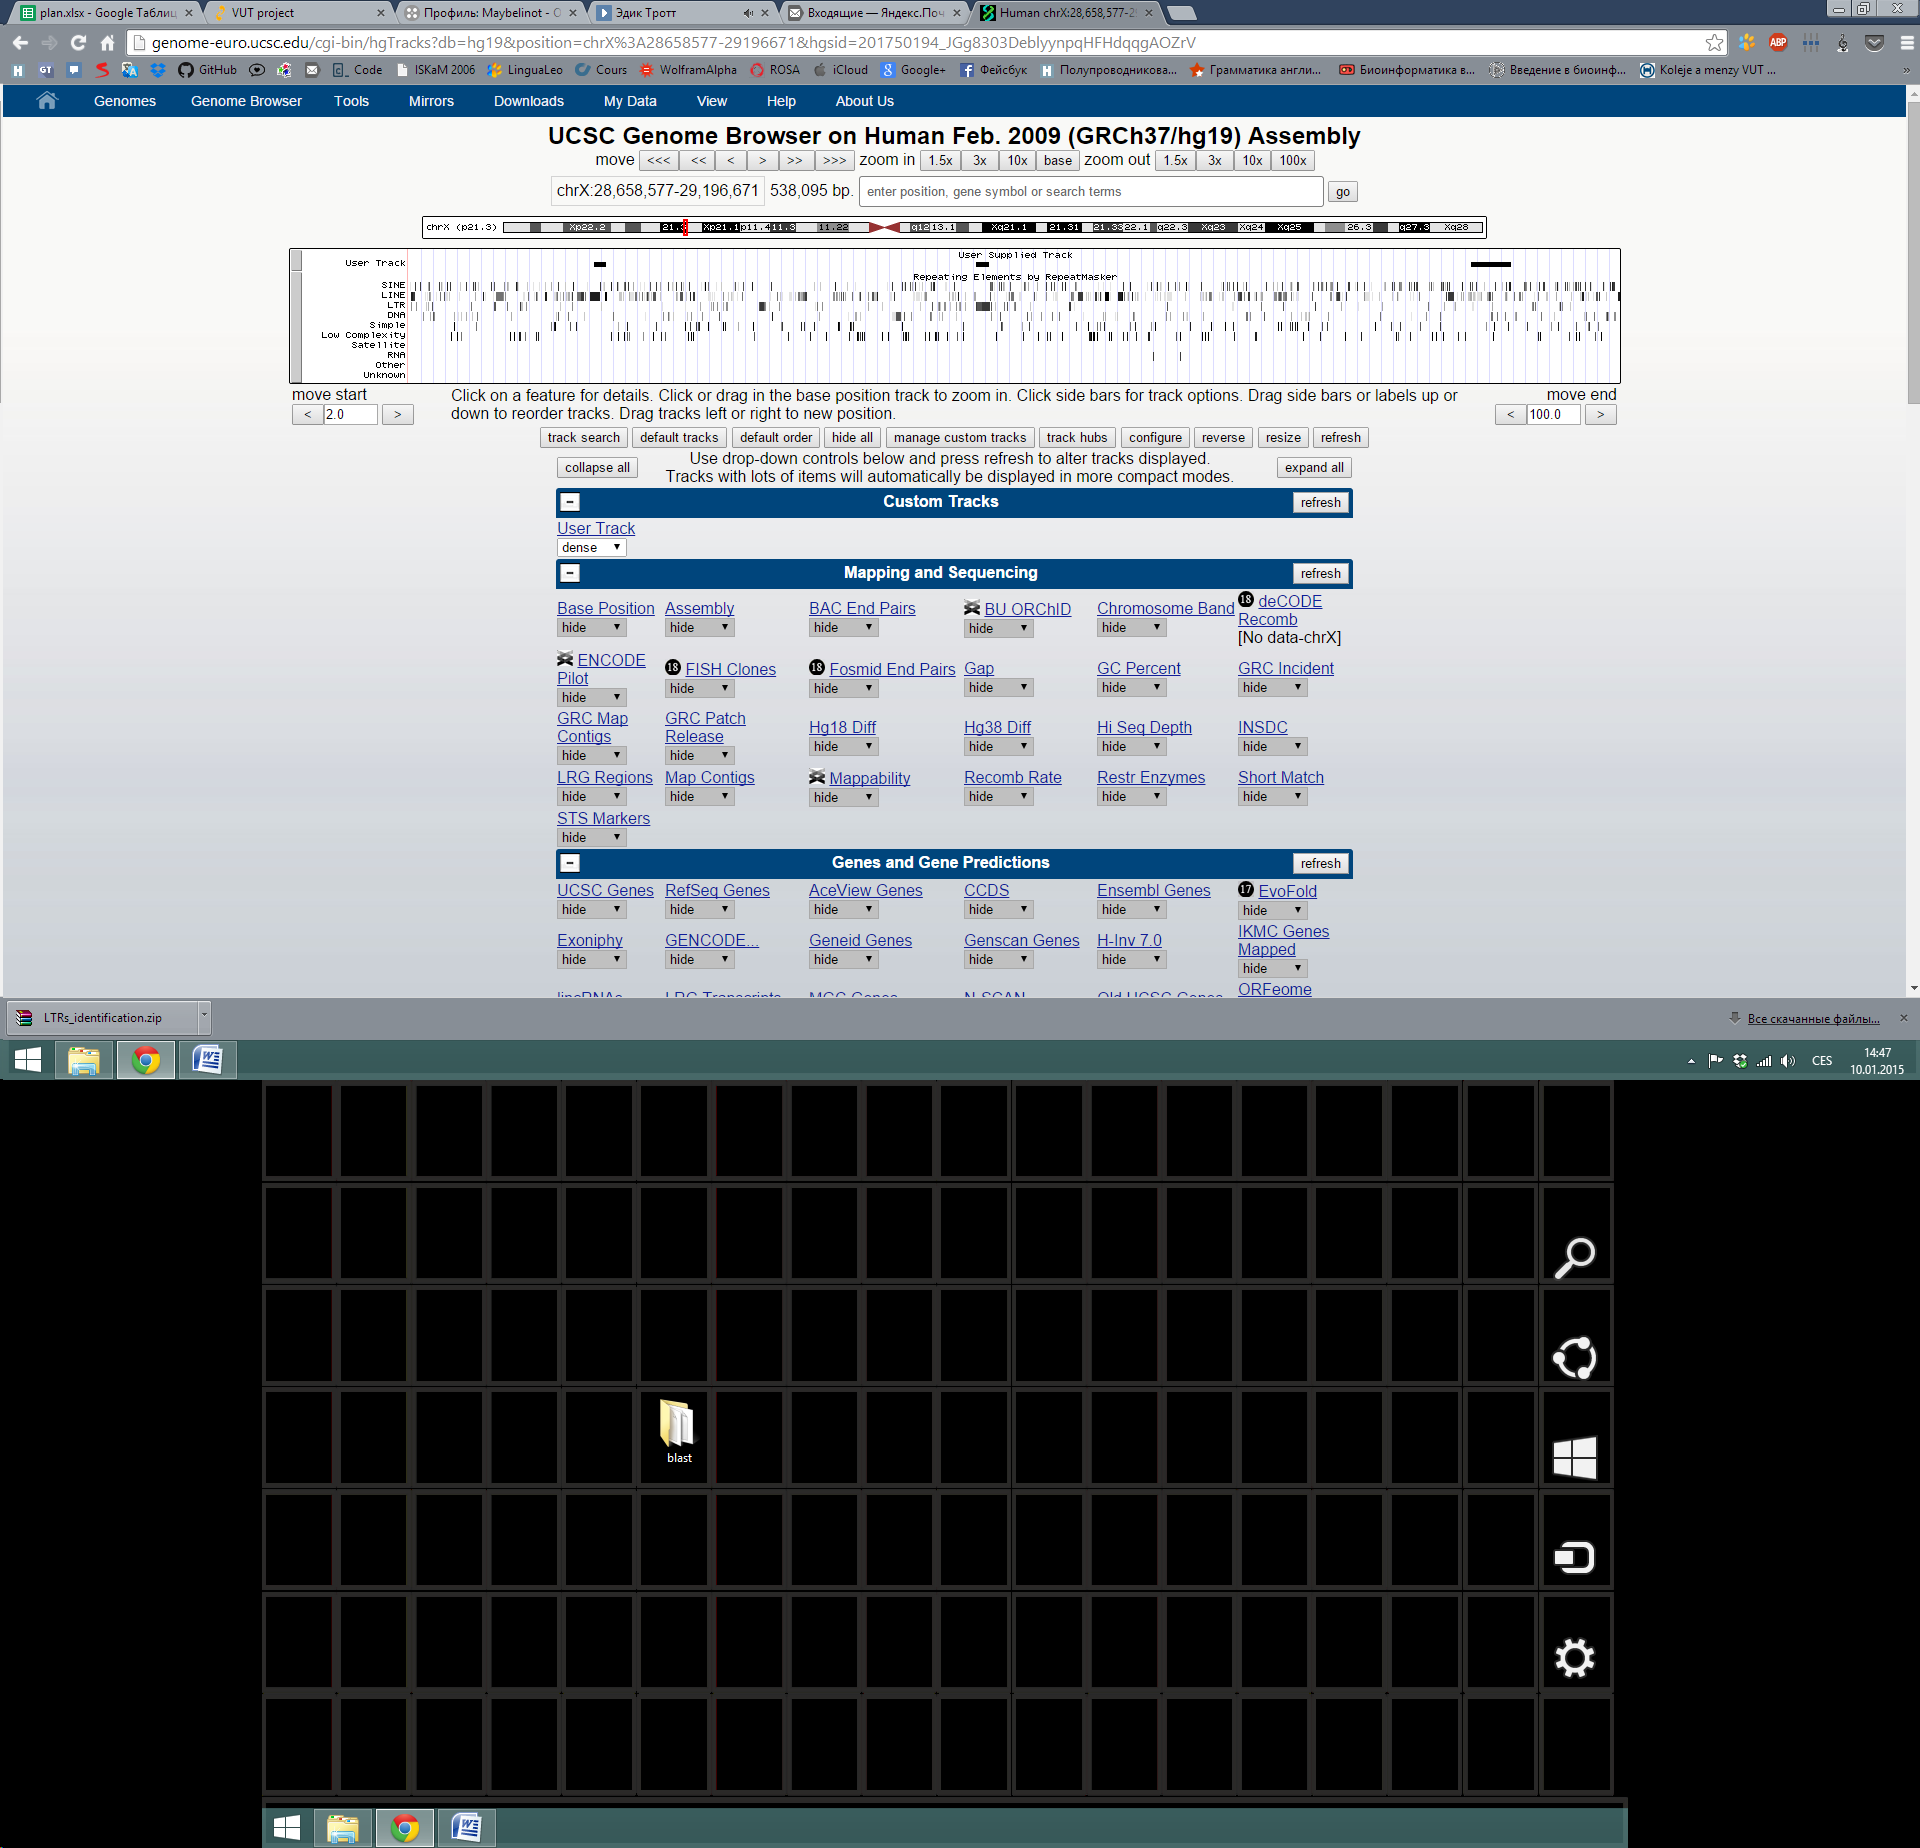 plan.xlsx - Google Таблиц
VUT project
Профиль: Maybelinot - О
Эдик Тротт
Входящие — Яндекс.Поч
Human chrX:28,658,577-29
genome-euro.ucsc.edu/cgi-bin/hgTracks?db=hg19&position=chrX%3A28658577-29196671&hgsid=201750194_JGg8303DeblyynpqHFHdqqgAOZrV
ABP
GitHub
Code
ISKaM 2006
LinguaLeo
Cours
WolframAlpha
ROSA
iCloud
Google+
Фейсбук
Полупроводникова...
Грамматика англи...
Биоинформатика в...
Введение в биоинф...
Koleje a menzy VUT ...
Genomes Genome Browser Tools Mirrors Downloads My Data View Help About Us
UCSC Genome Browser on Human Feb. 2009 (GRCh37/hg19) Assembly
move <<< << < > >> >>> zoom in 1.5x 3x 10x base zoom out 1.5x 3x 10x 100x
chrX:28,658,577-29,196,671 538,095 bp. enter position, gene symbol or search terms go
chrX (p21.3) Xp22.2 21.3 Xp21.1 p11.4 11.3 11.22 q12 13.1 Xq21.1 21.31 21.33 22.1 q22.3 Xq23 Xq24 Xq25 26.3 q27.3 Xq28
User Supplied Track
User Track
Repeating Elements by RepeatMasker
SINE
LINE
LTR
DNA
Simple
Low Complexity
Satellite
RNA
Other
Unknown
move start
< 2.0 >
Click on a feature for details. Click or drag in the base position track to zoom in. Click side bars for track options. Drag side bars or labels up or
down to reorder tracks. Drag tracks left or right to new position.
move end
< 100.0 >
track search default tracks default order hide all manage custom tracks track hubs configure reverse resize refresh
collapse all
Use drop-down controls below and press refresh to alter tracks displayed.
Tracks with lots of items will automatically be displayed in more compact modes.
expand all
Custom Tracks refresh
User Track
dense
Mapping and Sequencing refresh
Base Position Assembly BAC End Pairs BU ORChID Chromosome Band 18 deCODE
Recomb
hide hide hide hide hide
[No data-chrX]
ENCODE
Pilot
18 FISH Clones 18 Fosmid End Pairs Gap GC Percent GRC Incident
hide hide hide hide hide hide
GRC Map
Contigs
GRC Patch
Release
Hg18 Diff Hg38 Diff Hi Seq Depth INSDC
hide hide hide hide hide hide
LRG Regions Map Contigs Mappability Recomb Rate Restr Enzymes Short Match
hide hide hide hide hide hide
STS Markers
hide
Genes and Gene Predictions refresh
UCSC Genes RefSeq Genes AceView Genes CCDS Ensembl Genes 17 EvoFold
hide hide hide hide hide hide
Exoniphy GENCODE... Geneid Genes Genscan Genes H-Inv 7.0 IKMC Genes
Mapped
hide hide hide hide hide hide
lincRNAs LRG Transcripts MGC Genes N-SCAN Old UCSC Genes ORFeome
LTRs_identification.zip
Все скачанные файлы...
CES
14:47
10.01.2015
blast